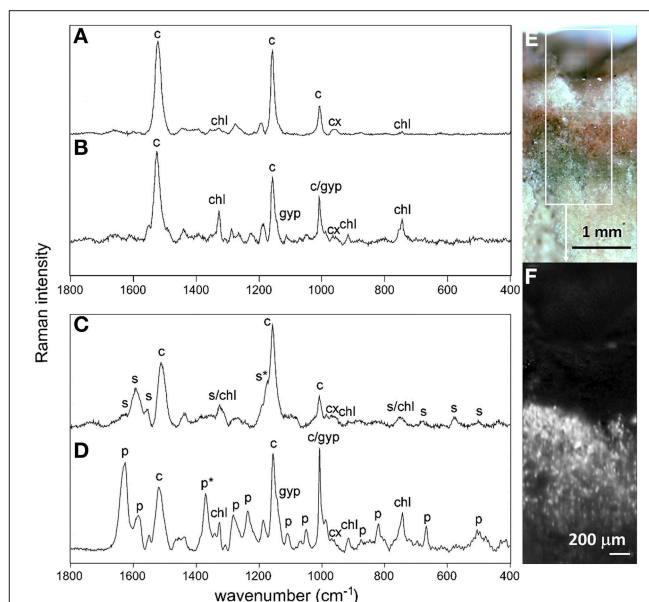 A
c
c
c
chl
cx
chl
B
c
c
c/gyp
chl
gyp
cx chl
chl
1800 1600 1400 1200 1000 800 600 400
Raman intensity
C
c
c
s*
s
s
s
s/chl
c
cx
chl
s/chl
s
s
s
D
p
p
c
p*
chl
p
p
c
gyp
p
p
c/gyp
cx
chl
p
p
chl
p
p
1800 1600 1400 1200 1000 800 600 400
wavenumber (cm⁻¹)
E
1 mm
F
200 µm